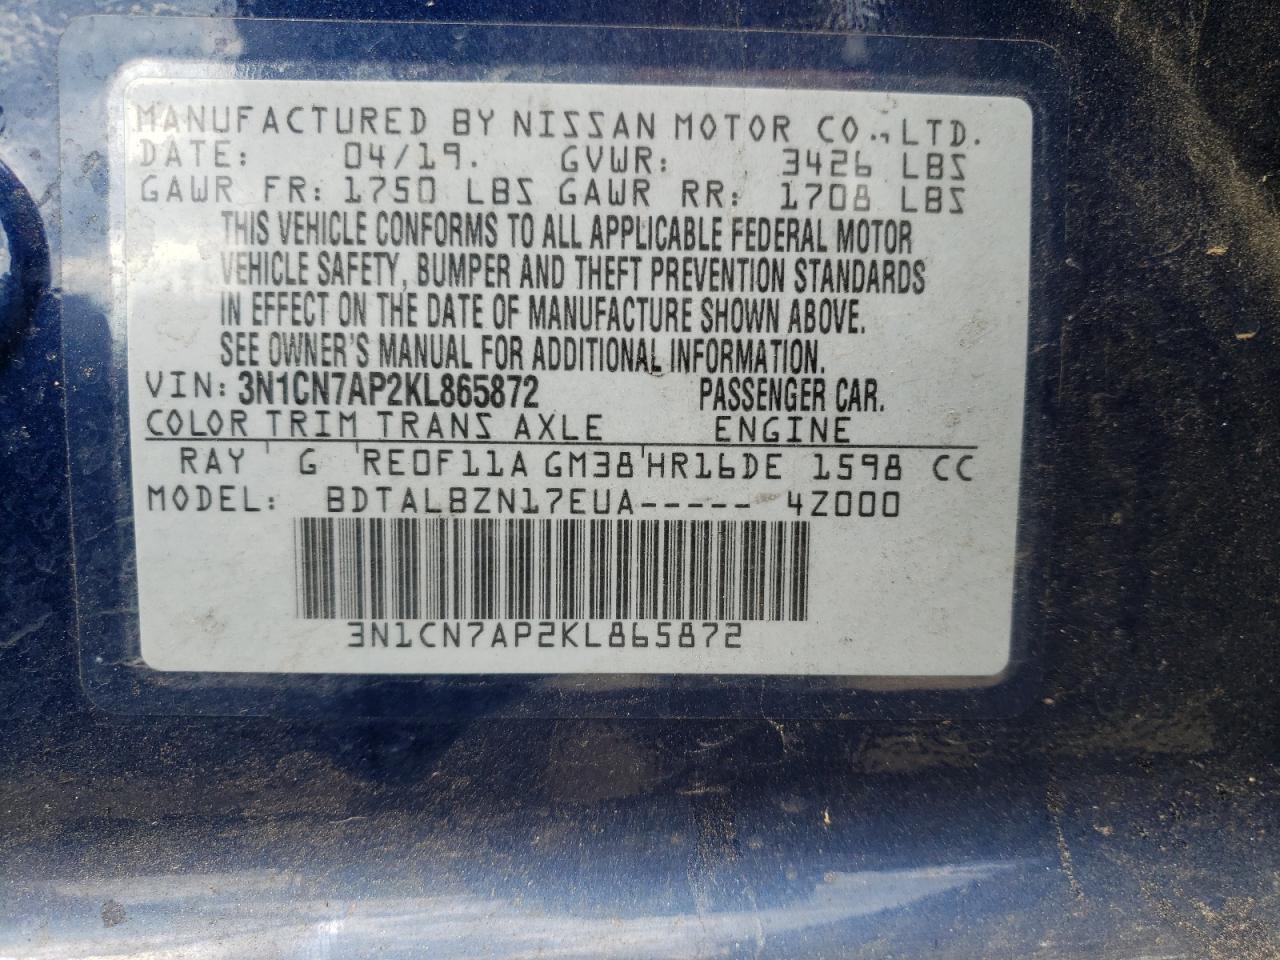 MANUFACTURED BY NISSAN MOTOR CO., LTD.
DATE: 04/19. GVWR: 3426 LBS
GAWR FR: 1750 LBS GAWR RR: 1708 LBS
THIS VEHICLE CONFORMS TO ALL APPLICABLE FEDERAL MOTOR
VEHICLE SAFETY, BUMPER AND THEFT PREVENTION STANDARDS
IN EFFECT ON THE DATE OF MANUFACTURE SHOWN ABOVE.
SEE OWNER'S MANUAL FOR ADDITIONAL INFORMATION.
VIN: 3N1CN7AP2KL865872 PASSENGER CAR.
COLOR TRIM TRANS AXLE ENGINE
RAY G RE0F11A GM38 HR16DE 1598 CC
MODEL: BDTALBZN17EUA----- 4Z000
3N1CN7AP2KL865872